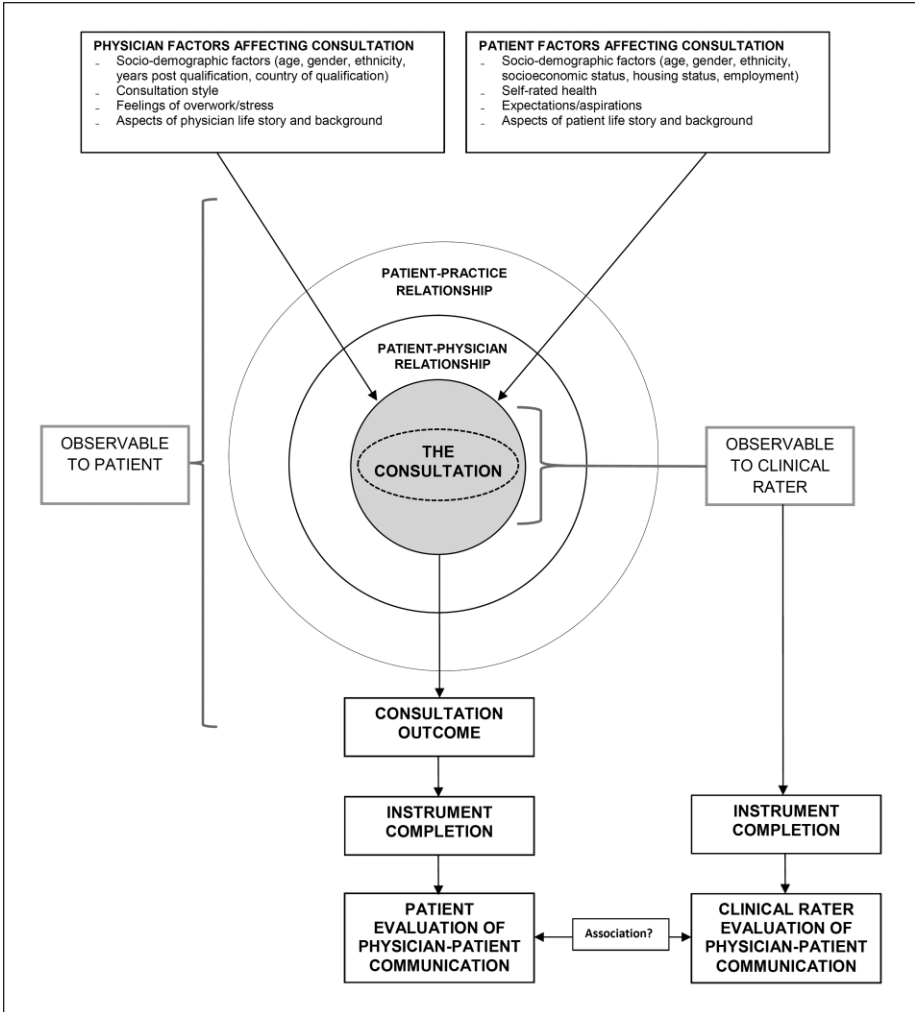 PHYSICIAN FACTORS AFFECTING CONSULTATION
- Socio-demographic factors (age, gender, ethnicity,
years post qualification, country of qualification)
- Consultation style
- Feelings of overwork/stress
- Aspects of physician life story and background
PATIENT FACTORS AFFECTING CONSULTATION
- Socio-demographic factors (age, gender, ethnicity,
socioeconomic status, housing status, employment)
- Self-rated health
- Expectations/aspirations
- Aspects of patient life story and background
PATIENT-PRACTICE
RELATIONSHIP
PATIENT-PHYSICIAN
RELATIONSHIP
THE
CONSULTATION
OBSERVABLE
TO PATIENT
OBSERVABLE
TO CLINICAL
RATER
CONSULTATION
OUTCOME
INSTRUMENT
COMPLETION
INSTRUMENT
COMPLETION
PATIENT
EVALUATION OF
PHYSICIAN-PATIENT
COMMUNICATION
Association?
CLINICAL RATER
EVALUATION OF
PHYSICIAN-PATIENT
COMMUNICATION